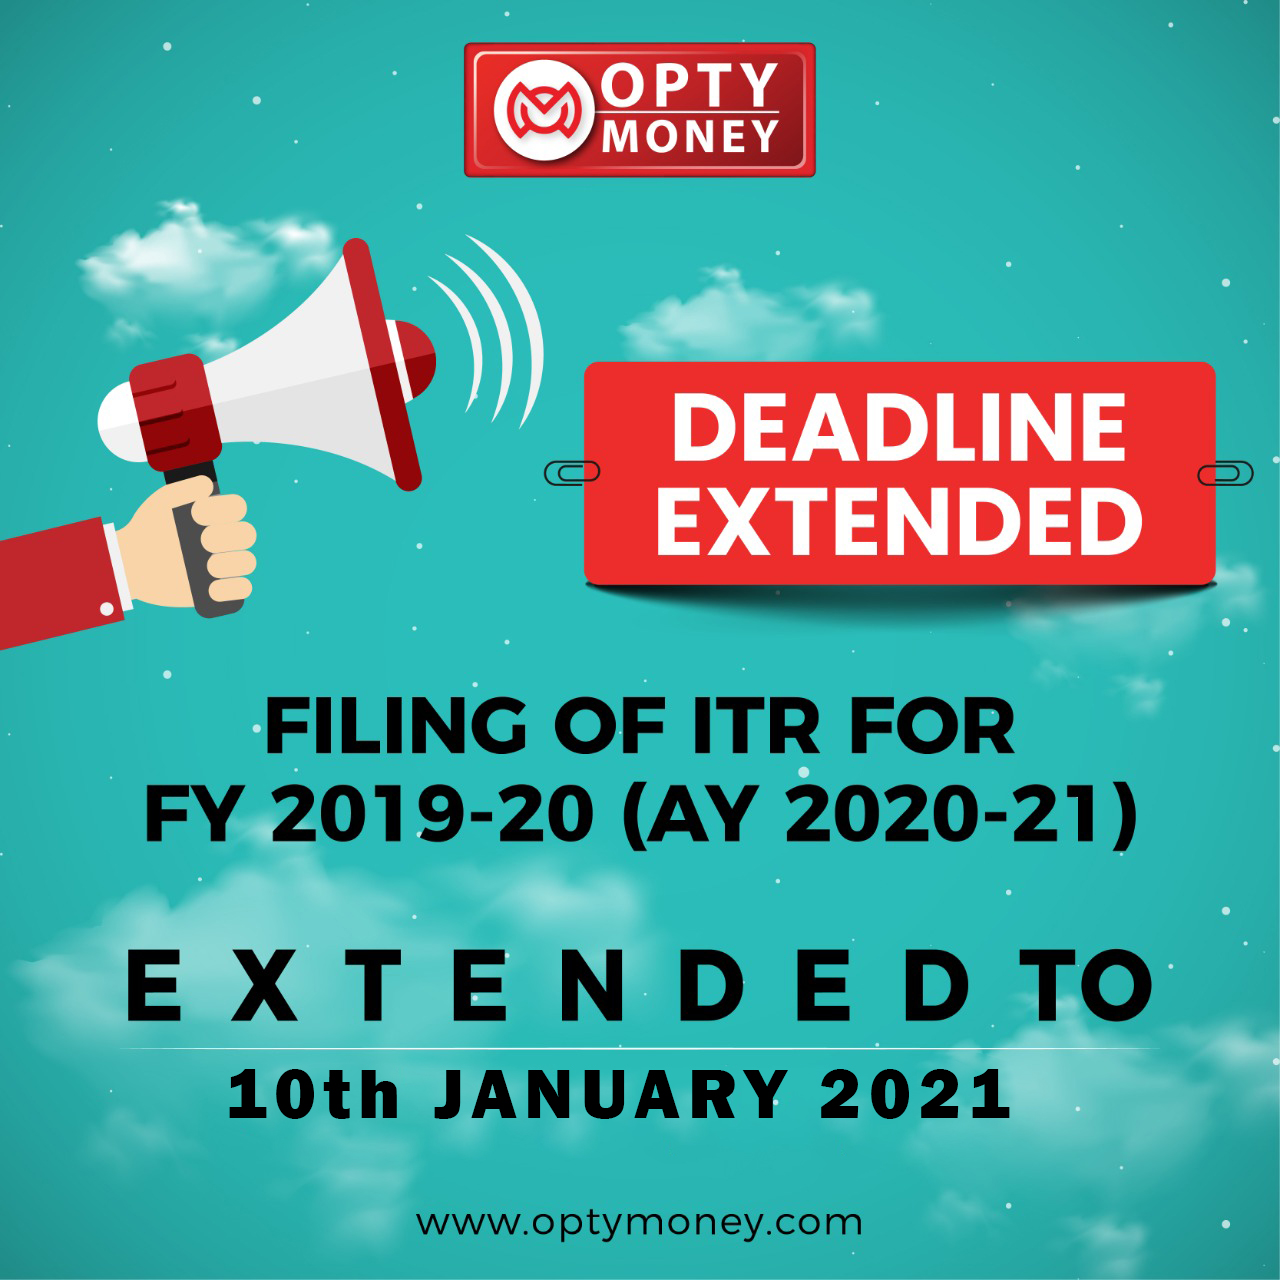 OPTY
MONEY
DEADLINE
EXTENDED
FILING OF ITR FOR
FY 2019-20 (AY 2020-21)
EXTENDED TO
10th JANUARY 2021
www.optymoney.com